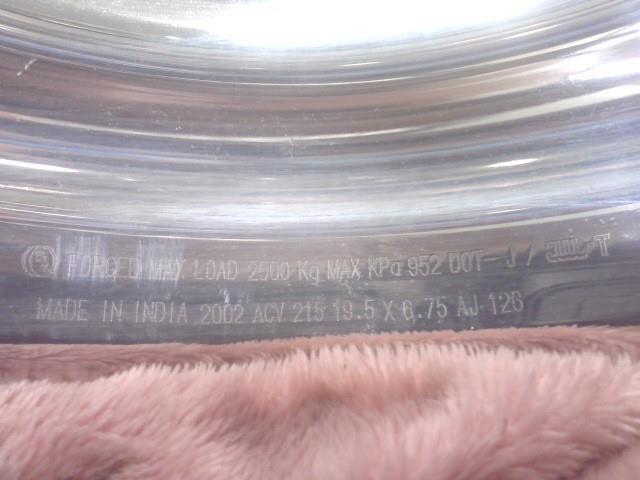 FORGED MAX LOAD 2500 Kg MAX KPa 952 DOT-J / JWL-T
MADE IN INDIA 2002 ACV 215 19.5 X 6.75 AJ-126